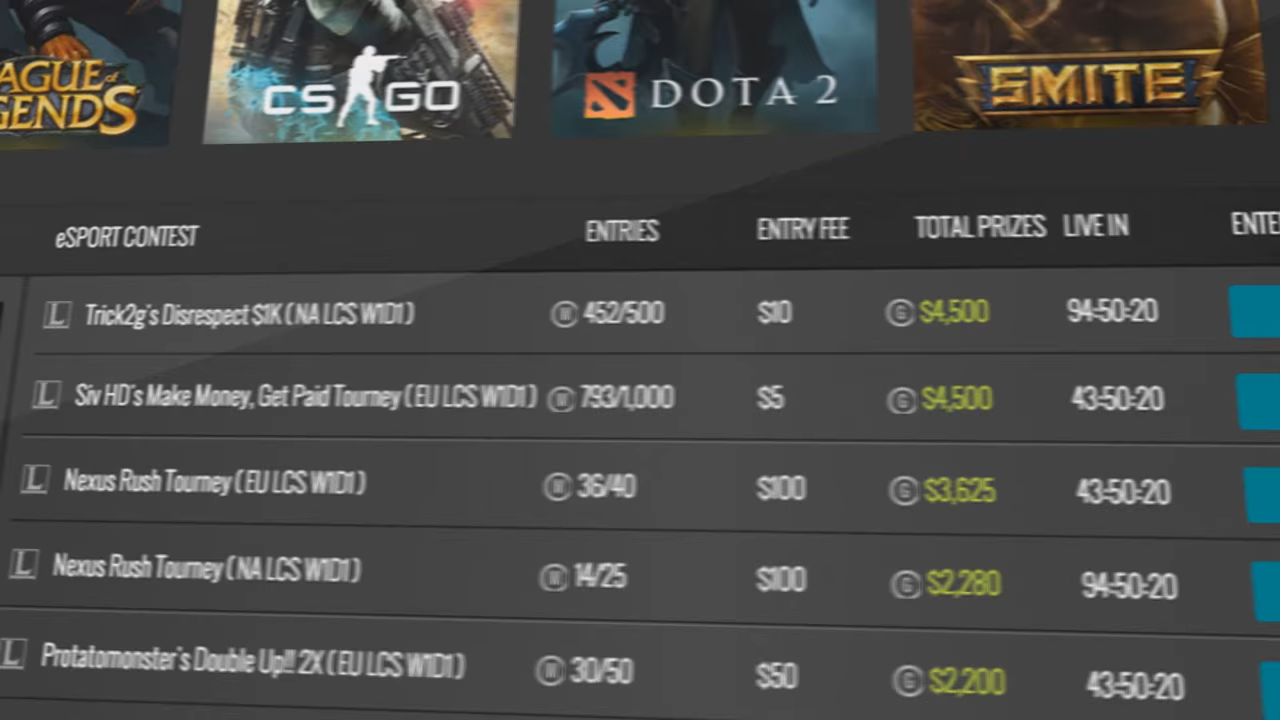 AGUE of
GENDS
CS GO
DOTA 2
SMITE
eSPORT CONTEST ENTRIES ENTRY FEE TOTAL PRIZES LIVE IN ENTE
L Trick2g's Disrespect $1K ( NA LCS W1D1 ) M 452/500 $10 G $4,500 94:50:20
L Siv HD's Make Money, Get Paid Tourney ( EU LCS W1D1 ) M 793/1,000 $5 G $4,500 43:50:20
L Nexus Rush Tourney ( EU LCS W1D1 ) M 36/40 $100 G $3,625 43:50:20
L Nexus Rush Tourney ( NA LCS W1D1 ) M 14/25 $100 G $2,280 94:50:20
L Protatomonster's Double Up!! 2X ( EU LCS W1D1 ) M 30/50 $50 G $2,200 43:50:20